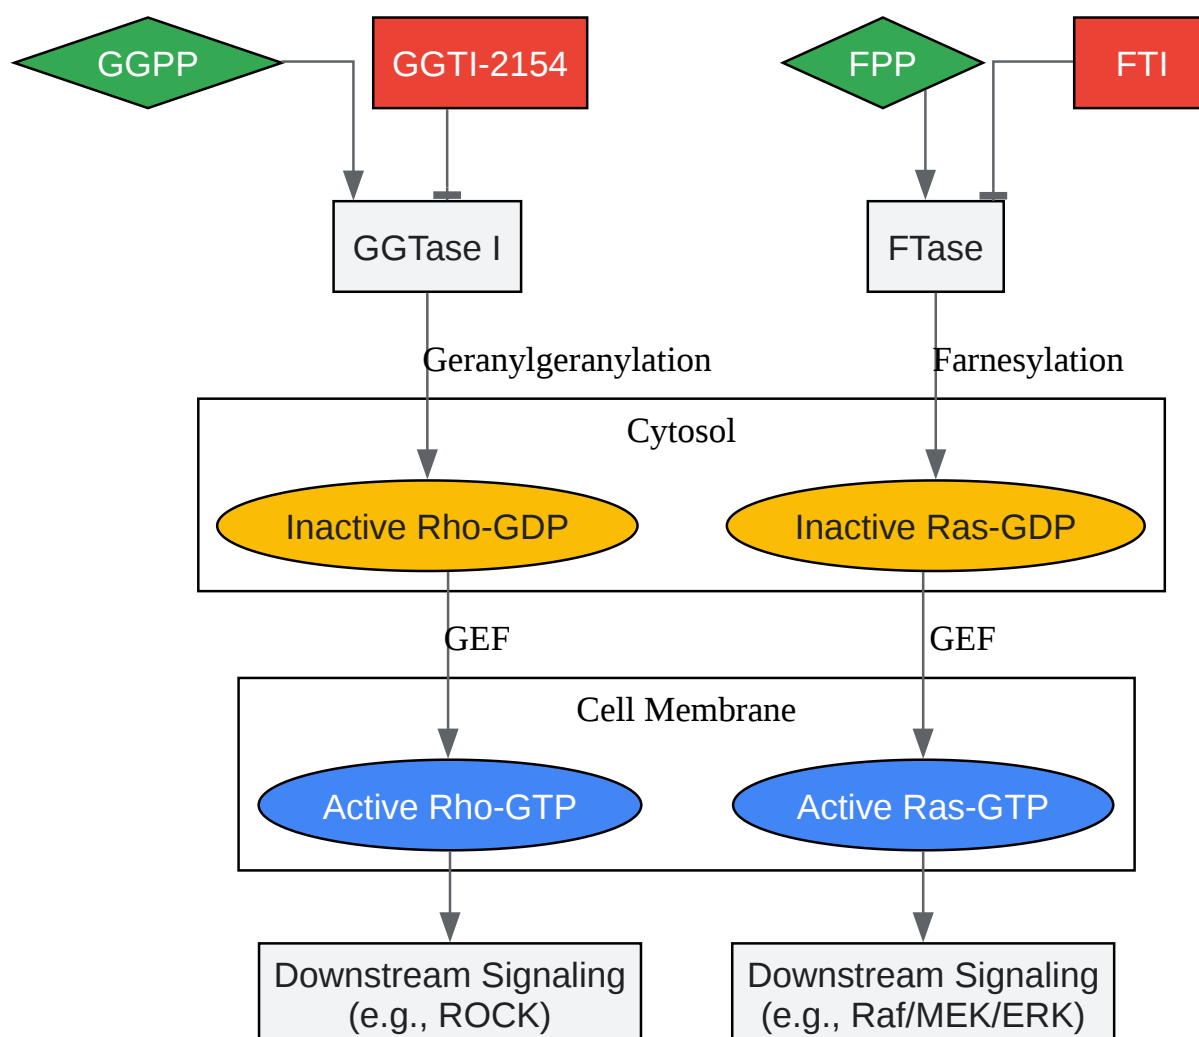 GGPP
GGTI-2154
FPP
FTI
GGTase I
FTase
Geranylgeranylation
Farnesylation
Cytosol
Inactive Rho-GDP
Inactive Ras-GDP
GEF
GEF
Cell Membrane
Active Rho-GTP
Active Ras-GTP
Downstream Signaling
(e.g., ROCK)
Downstream Signaling
(e.g., Raf/MEK/ERK)